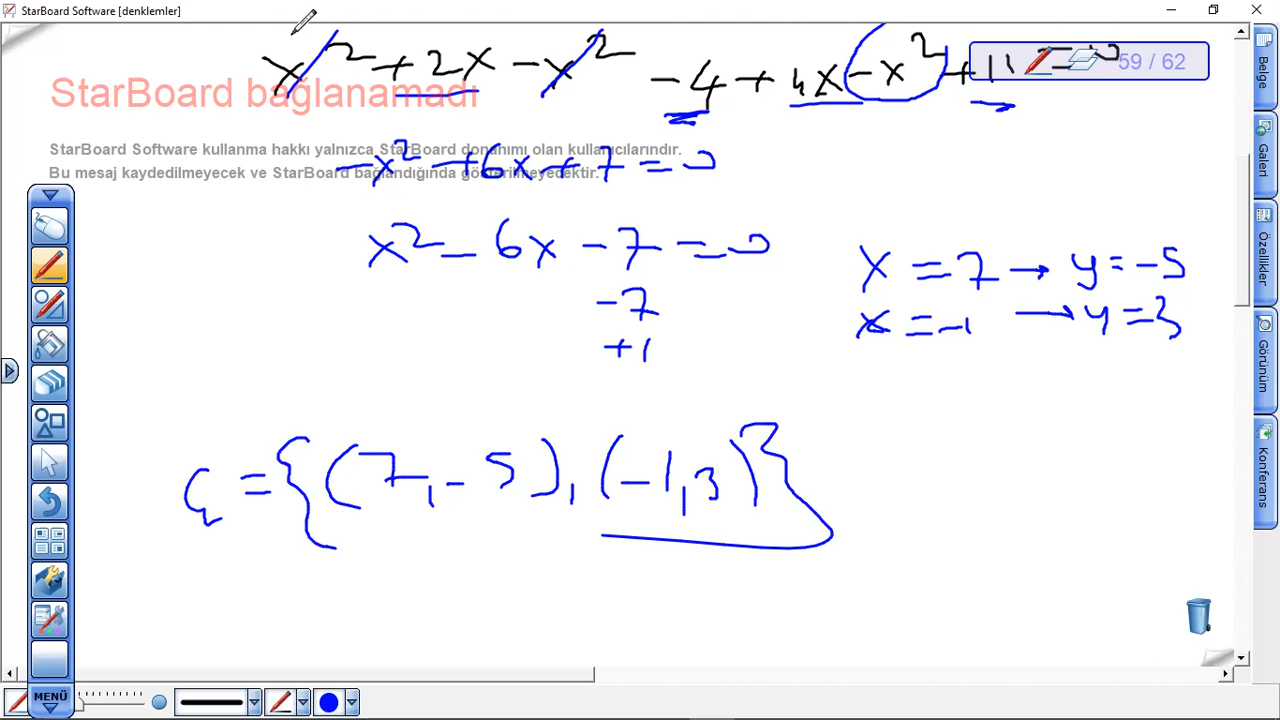 StarBoard Software [denklemler]
x² + 2x - x² - 4 + 4x - x² + 11 = 0
59 / 62
StarBoard bağlanamadı
StarBoard Software kullanma hakkı yalnızca StarBoard donanımı olan kullanıcılarındır.
Bu mesaj kaydedilmeyecek ve StarBoard bağlandığında gösterilmeyecektir.
-x² + 6x + 7 = 0
x² - 6x - 7 = 0
-7
+1
x = 7 → y = -5
x = -1 → y = 3
Ç = {(7, -5), (-1, 3)}
Belge
Galeri
Özellikler
Görünüm
Konferans
MENÜ